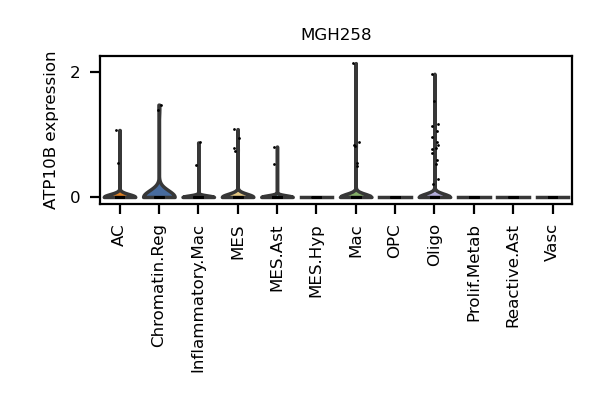 MGH258
ATP10B expression
2
0
AC
Chromatin.Reg
Inflammatory.Mac
MES
MES.Ast
MES.Hyp
Mac
OPC
Oligo
Prolif.Metab
Reactive.Ast
Vasc